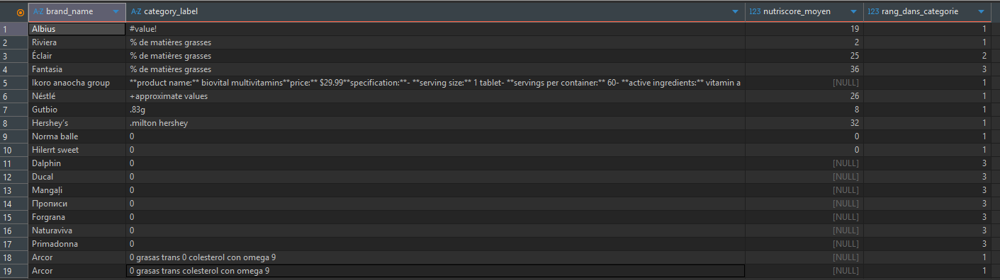 brand_name category_label nutriscore_moyen rang_dans_categorie
1 Albius #value! 19 1
2 Riviera % de matières grasses 2 1
3 Éclair % de matières grasses 25 2
4 Fantasia % de matières grasses 36 3
5 Ikoro anaocha group **product name:** biovital multivitamins**price:** $29.99**specification:**- **serving size:** 1 tablet- **servings per container:** 60- **active ingredients:** vitamin a [NULL] 1
6 Néstlé +approximate values 26 1
7 Gutbio .83g 8 1
8 Hershey's .milton hershey 32 1
9 Norma balle 0 0 1
10 Hilerrt sweet 0 0 1
11 Dalphin 0 [NULL] 3
12 Ducal 0 [NULL] 3
13 Mangaļi 0 [NULL] 3
14 Прописи 0 [NULL] 3
15 Forgrana 0 [NULL] 3
16 Naturaviva 0 [NULL] 3
17 Primadonna 0 [NULL] 3
18 Arcor 0 grasas trans 0 colesterol con omega 9 [NULL] 1
19 Arcor 0 grasas trans colesterol con omega 9 [NULL] 1